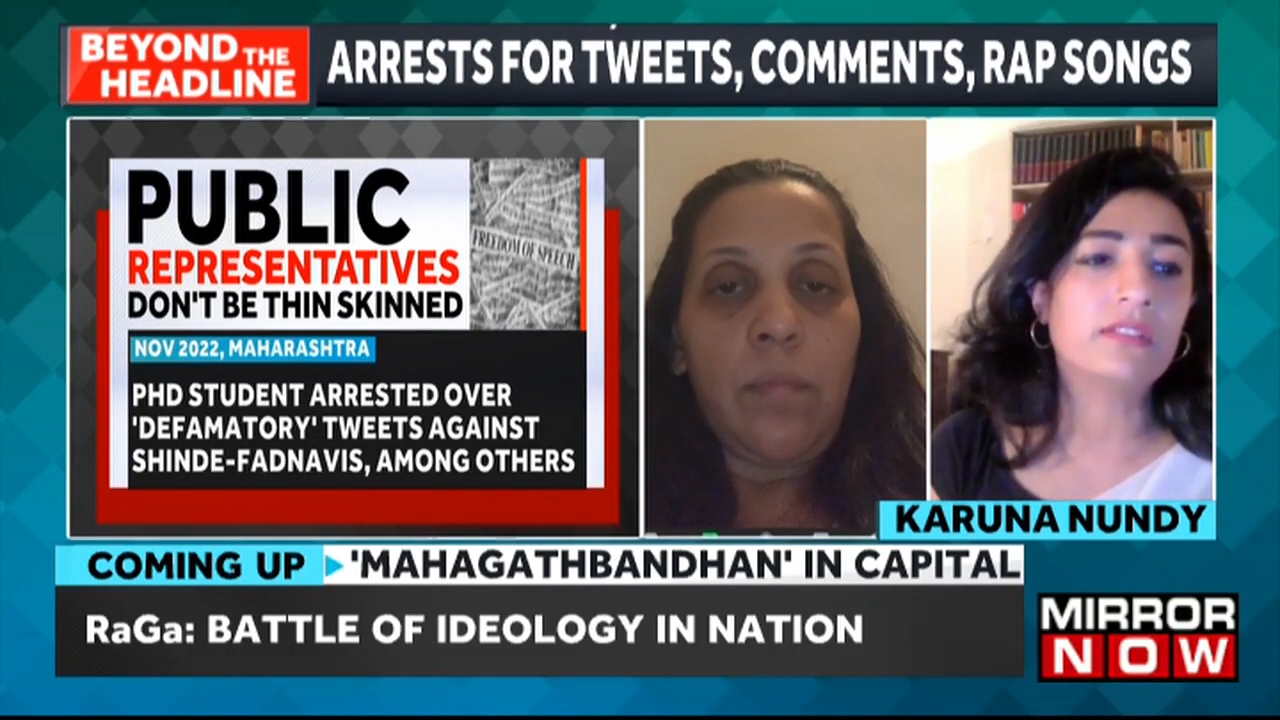 BEYOND THE
HEADLINE
ARRESTS FOR TWEETS, COMMENTS, RAP SONGS
PUBLIC
REPRESENTATIVES
DON'T BE THIN SKINNED
FREEDOM OF SPEECH
NOV 2022, MAHARASHTRA
PHD STUDENT ARRESTED OVER
'DEFAMATORY' TWEETS AGAINST
SHINDE-FADNAVIS, AMONG OTHERS
KARUNA NUNDY
COMING UP
'MAHAGATHBANDHAN' IN CAPITAL
RaGa: BATTLE OF IDEOLOGY IN NATION
MIRROR
NOW